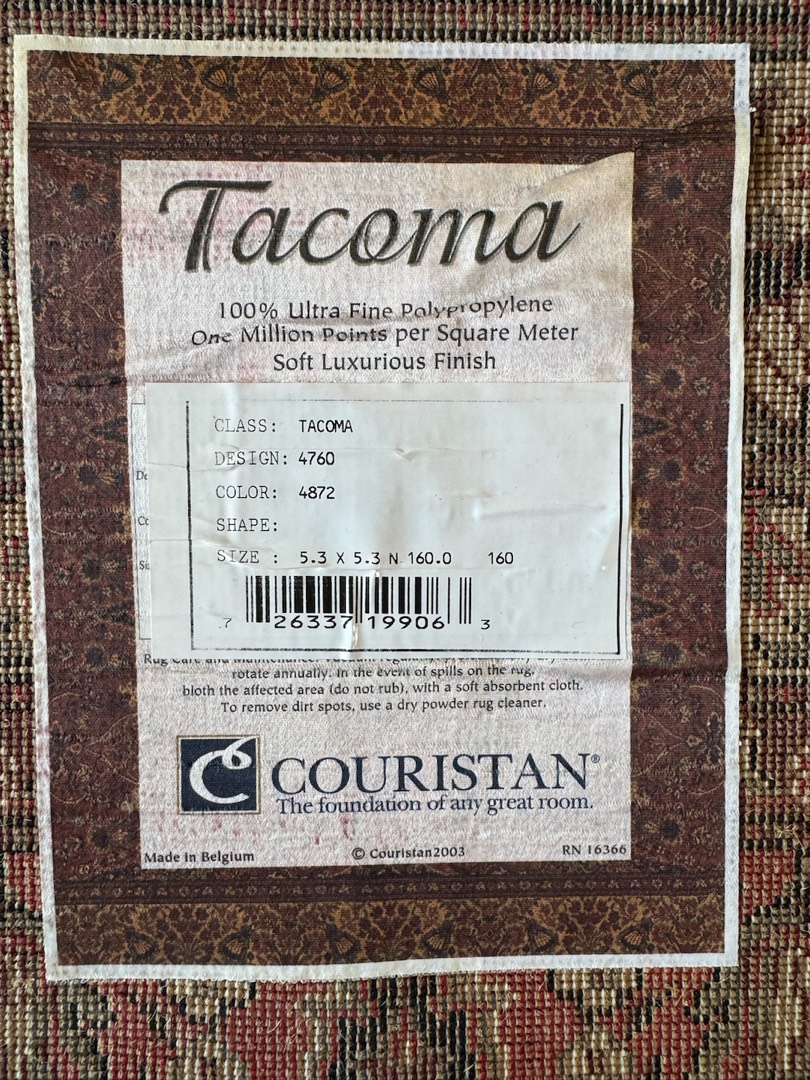 Tacoma
100% Ultra Fine Polypropylene
One Million Points per Square Meter
Soft Luxurious Finish
CLASS: TACOMA
DESIGN: 4760
COLOR: 4872
SHAPE:
SIZE : 5.3 X 5.3 N 160.0 160
7 26337 19906 3
Rug Care and Maintenance:
rotate annually. In the event of spills on the rug,
bloth the affected area (do not rub), with a soft absorbent cloth.
To remove dirt spots, use a dry powder rug cleaner.
C COURISTAN®
The foundation of any great room.
Made in Belgium © Couristan2003 RN 16366